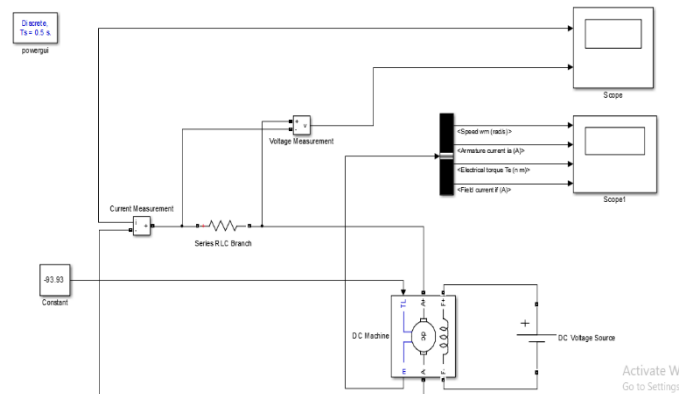 Discrete,
Ts = 0.5 s.
powergui
Scope
+
-
v
Voltage Measurement
<Speed wm (rad/s)>
<Armature current ia (A)>
<Electrical torque Te (n m)>
<Field current if (A)>
Scope1
Current Measurement
i
+
-
Series RLC Branch
-93.93
Constant
TL
A+
F+
DC Machine
dc
m
A-
F-
+
DC Voltage Source
Activate W
Go to Settings